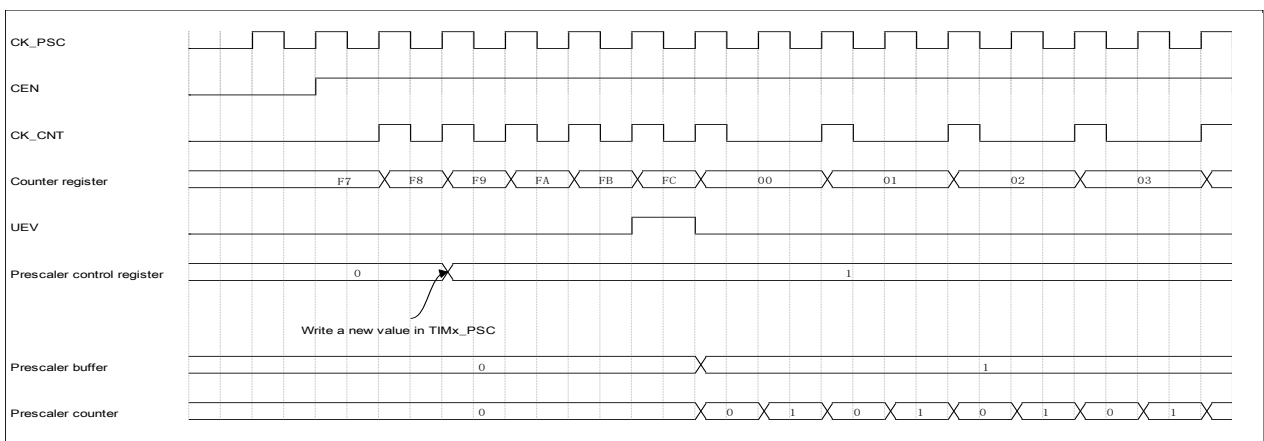 CK_PSC
CEN
CK_CNT
Counter register F7 F8 F9 FA FB FC 00 01 02 03
UEV
Prescaler control register 0 1
Write a new value in TIMx_PSC
Prescaler buffer 0 1
Prescaler counter 0 0 1 0 1 0 1 0 1